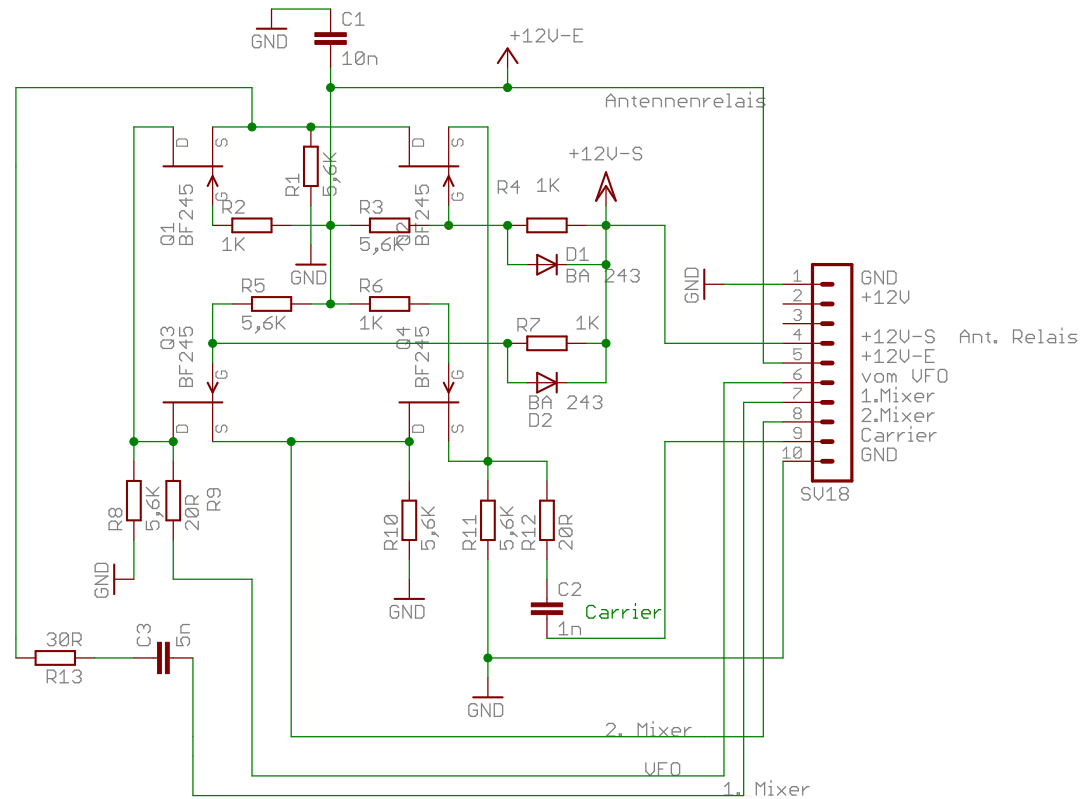 C1
GND
10n
+12V-E
Antennenrelais
+12V-S
D
S
G
Q1
BF245
R1
5,6K
D
S
G
Q2
BF245
R2
1K
R3
5,6K
R4
1K
GND
D1
BA 243
R5
5,6K
R6
1K
R7
1K
Q3
BF245
G
D
S
Q4
BF245
G
D
S
BA 243
D2
GND
1 GND
2 +12V
3
4 +12V-S Ant. Relais
5 +12V-E
6 vom VFO
7 1.Mixer
8 2.Mixer
9 Carrier
10 GND
SV18
R8
5,6K
20R
R9
R10
5,6K
R11
5,6K
R12
20R
GND
GND
C2
1n
Carrier
30R
R13
C3
5n
GND
2. Mixer
VFO
1. Mixer